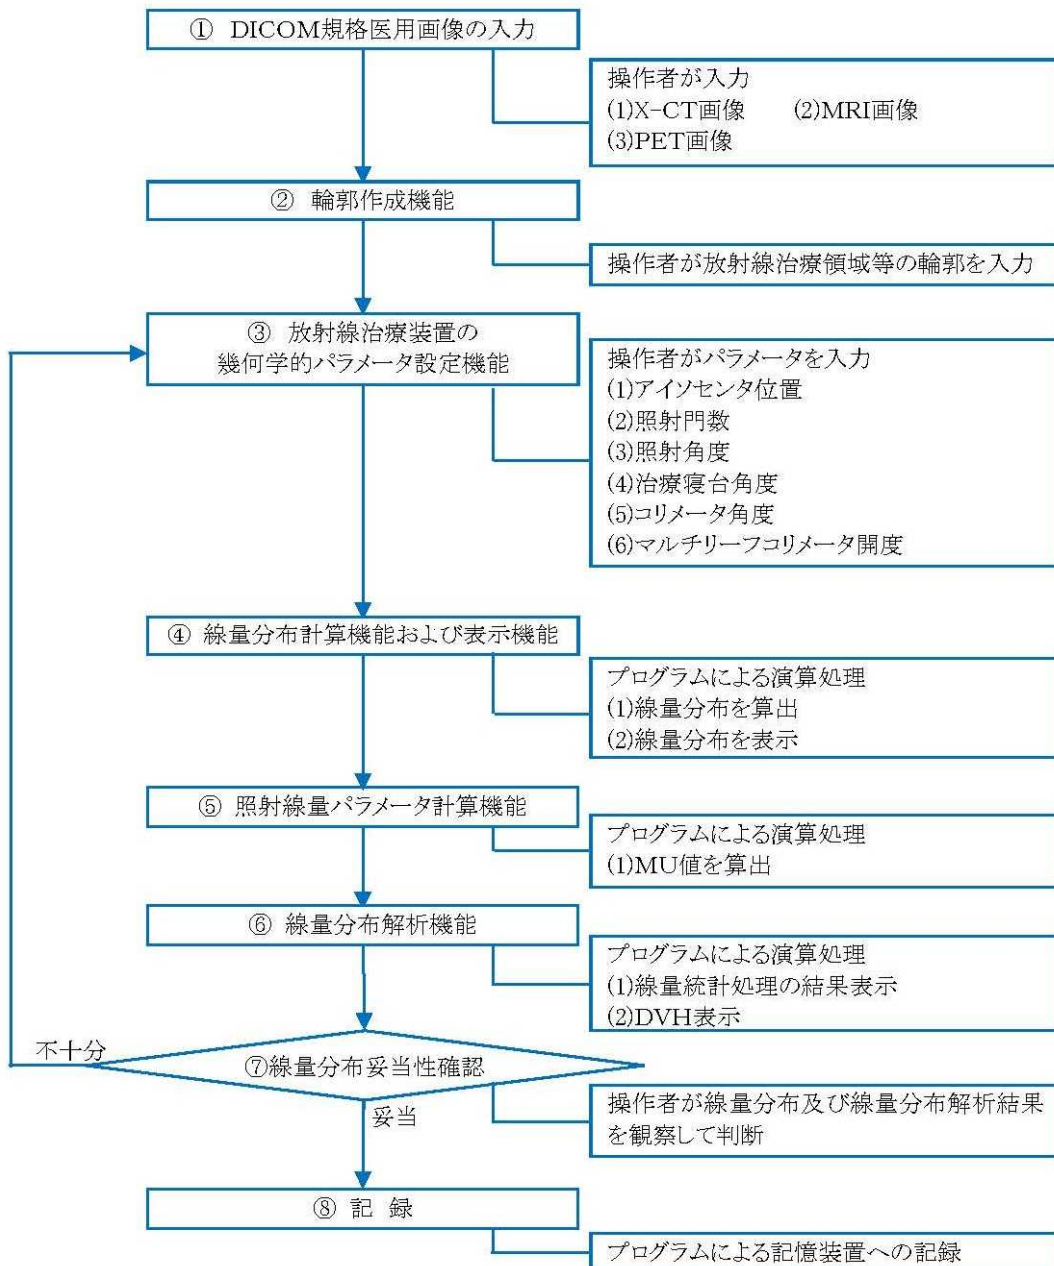 ① DICOM規格医用画像の入力
操作者が入力
(1)X-CT画像 (2)MRI画像
(3)PET画像
② 輪郭作成機能
操作者が放射線治療領域等の輪郭を入力
③ 放射線治療装置の
幾何学的パラメータ設定機能
操作者がパラメータを入力
(1)アイソセンタ位置
(2)照射門数
(3)照射角度
(4)治療寝台角度
(5)コリメータ角度
(6)マルチリーフコリメータ開度
④ 線量分布計算機能および表示機能
プログラムによる演算処理
(1)線量分布を算出
(2)線量分布を表示
⑤ 照射線量パラメータ計算機能
プログラムによる演算処理
(1)MU値を算出
⑥ 線量分布解析機能
プログラムによる演算処理
(1)線量統計処理の結果表示
(2)DVH表示
不十分
⑦線量分布妥当性確認
妥当
操作者が線量分布及び線量分布解析結果
を観察して判断
⑧ 記 録
プログラムによる記憶装置への記録